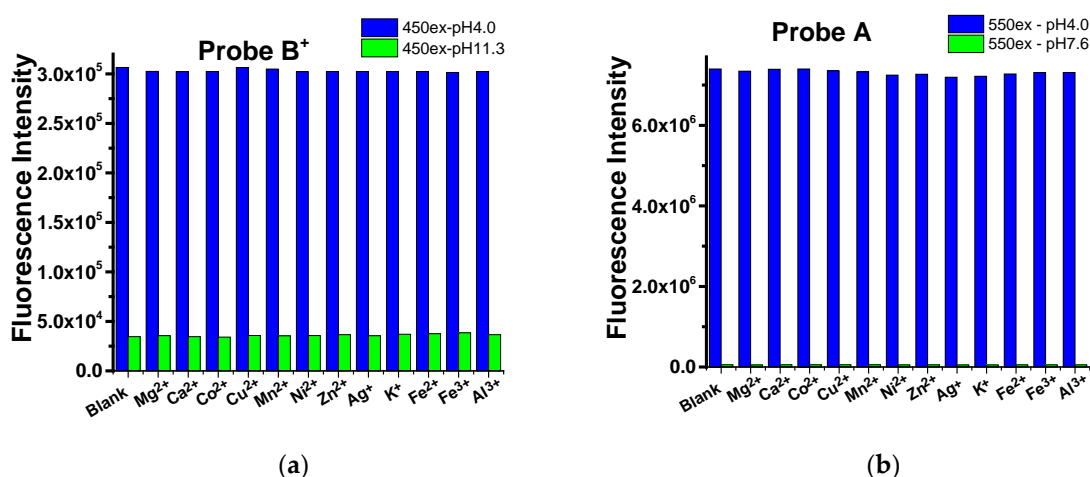 Probe B⁺
450ex-pH4.0
450ex-pH11.3
Fluorescence Intensity
3.0x10⁵
2.5x10⁵
2.0x10⁵
1.5x10⁵
1.0x10⁵
5.0x10⁴
0.0
Blank Mg²⁺ Ca²⁺ Co²⁺ Cu²⁺ Mn²⁺ Ni²⁺ Zn²⁺ Ag⁺ K⁺ Fe²⁺ Fe³⁺ Al³⁺
(a)
Probe A
550ex - pH4.0
550ex - pH7.6
Fluorescence Intensity
6.0x10⁶
4.0x10⁶
2.0x10⁶
0.0
Blank Mg²⁺ Ca²⁺ Co²⁺ Cu²⁺ Mn²⁺ Ni²⁺ Zn²⁺ Ag⁺ K⁺ Fe²⁺ Fe³⁺ Al³⁺
(b)